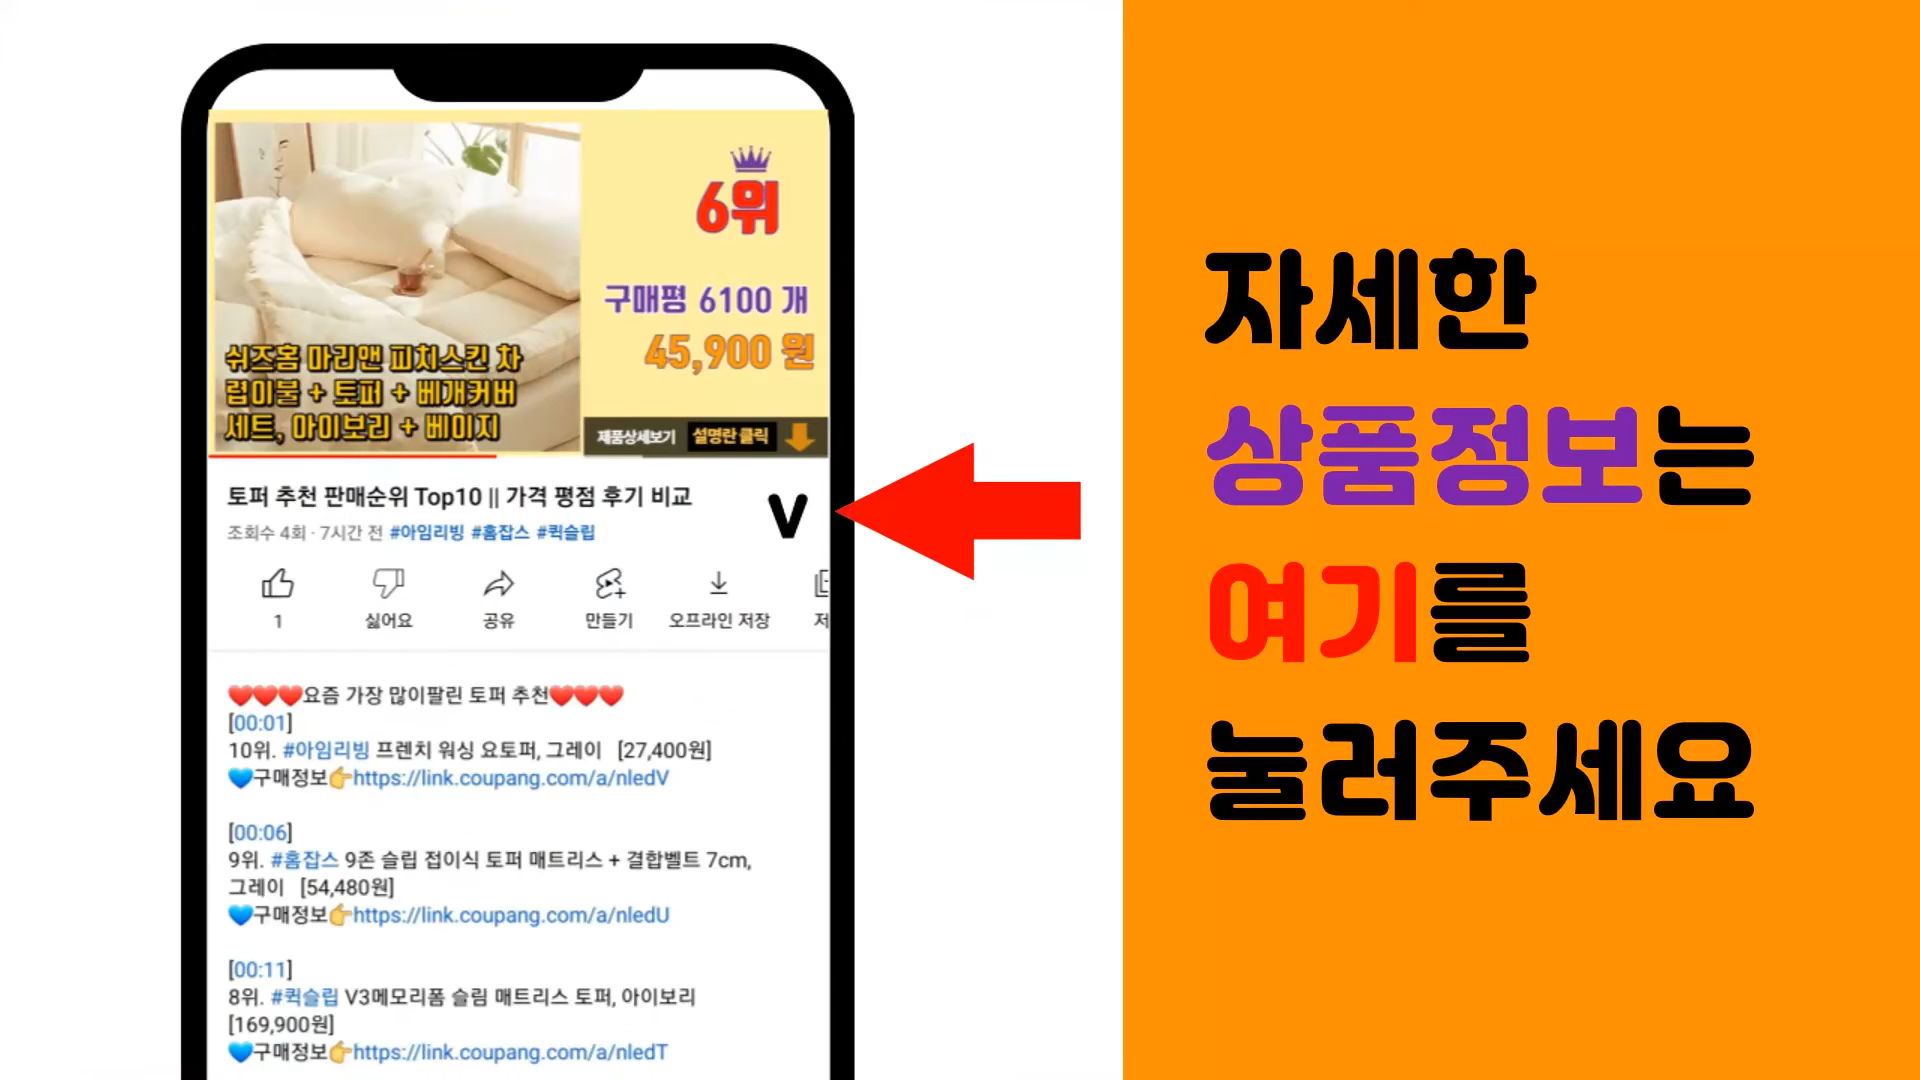 6위
구매평 6100 개
45,900 원
쉬즈홈 마리앤 피치스킨 차
렵이불 + 토퍼 + 베개커버
세트, 아이보리 + 베이지
제품상세보기 설명란 클릭
토퍼 추천 판매순위 Top10 || 가격 평점 후기 비교
V
조회수 4회 · 7시간 전 #아임리빙 #홈잡스 #퀵슬립
1 싫어요 공유 만들기 오프라인 저장 저
❤️❤️❤️요즘 가장 많이팔린 토퍼 추천❤️❤️❤️
[00:01]
10위. #아임리빙 프렌치 워싱 요토퍼, 그레이 [27,400원]
💙구매정보👉https://link.coupang.com/a/nledV
[00:06]
9위. #홈잡스 9존 슬립 접이식 토퍼 매트리스 + 결합벨트 7cm,
그레이 [54,480원]
💙구매정보👉https://link.coupang.com/a/nledU
[00:11]
8위. #퀵슬립 V3메모리폼 슬림 매트리스 토퍼, 아이보리
[169,900원]
💙구매정보👉https://link.coupang.com/a/nledT
자세한
상품정보는
여기를
눌러주세요